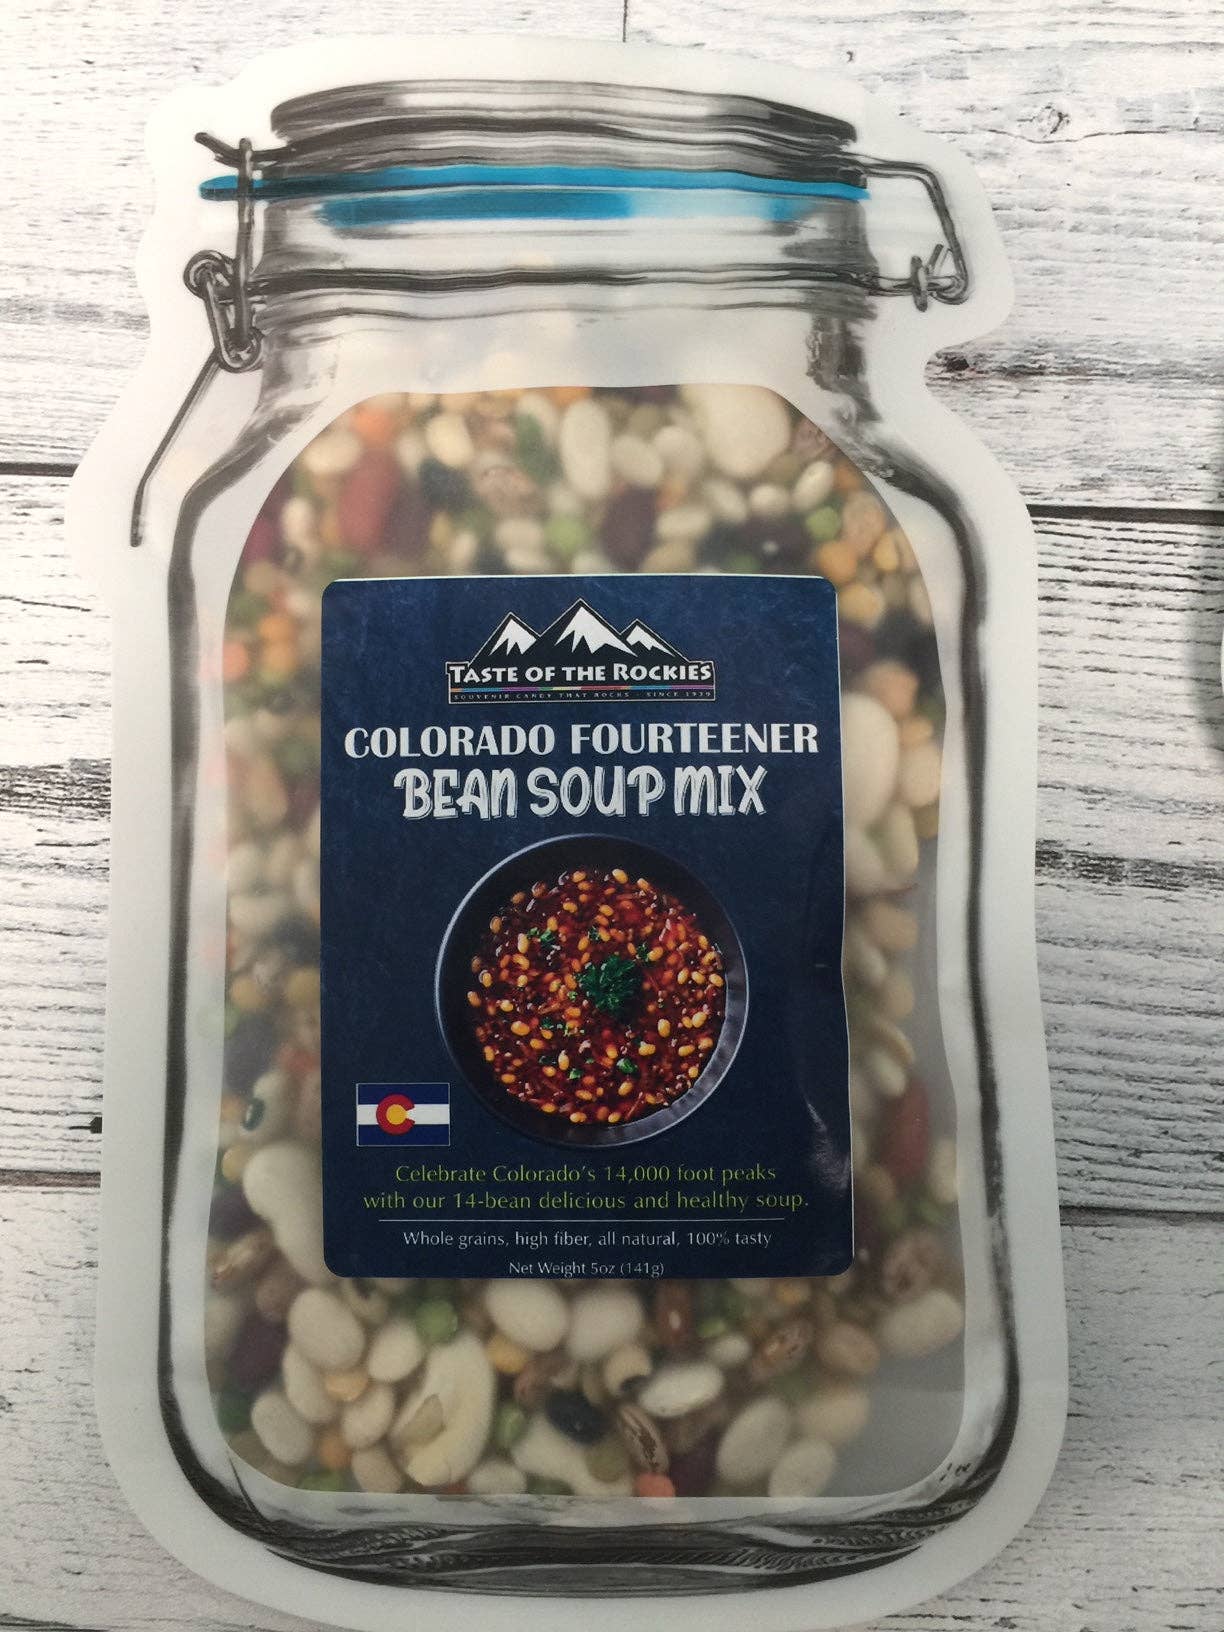 TASTE OF THE ROCKIES
SOUVENIR CANDY THAT ROCKS · SINCE 1939
COLORADO FOURTEENER
BEAN SOUP MIX
Celebrate Colorado's 14,000 foot peaks
with our 14-bean delicious and healthy soup.
Whole grains, high fiber, all natural, 100% tasty
Net Weight 5oz (141g)